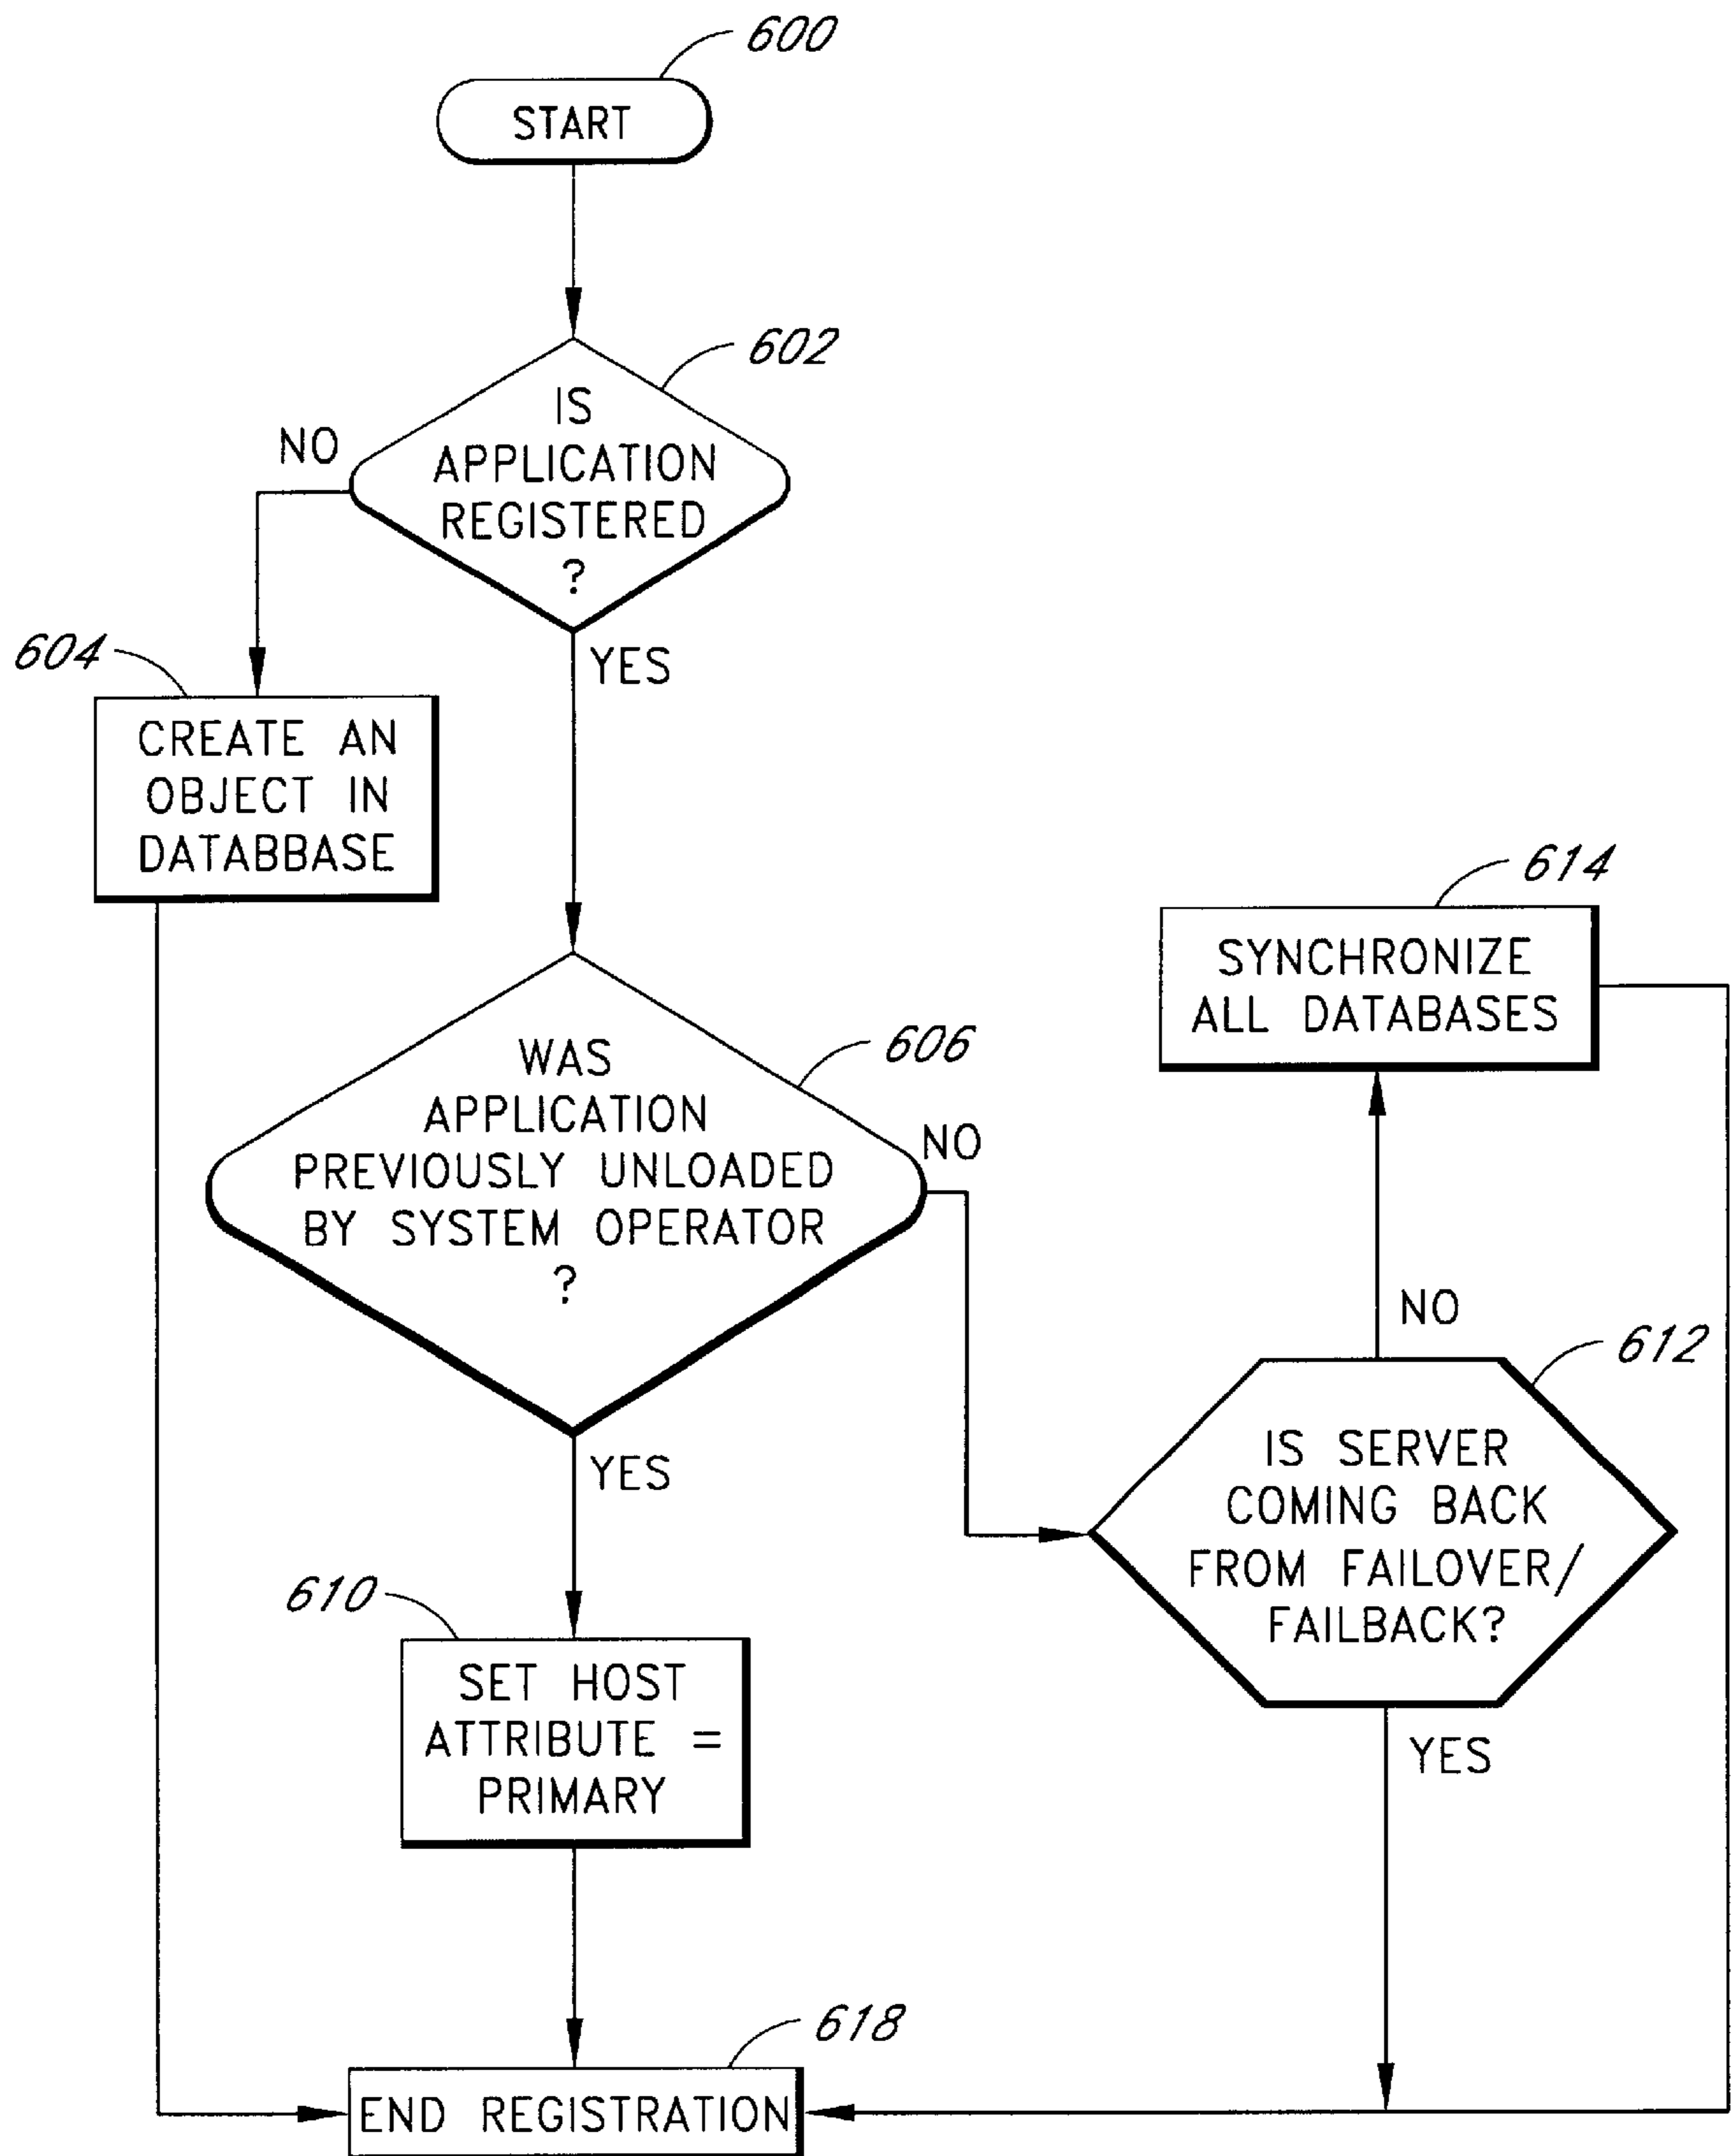 600
START
602
IS
APPLICATION
REGISTERED
?
NO
YES
604
CREATE AN
OBJECT IN
DATABBASE
606
WAS
APPLICATION
PREVIOUSLY UNLOADED
BY SYSTEM OPERATOR
?
NO
YES
614
SYNCHRONIZE
ALL DATABASES
NO
612
IS SERVER
COMING BACK
FROM FAILOVER/
FAILBACK?
YES
610
SET HOST
ATTRIBUTE =
PRIMARY
618
END REGISTRATION